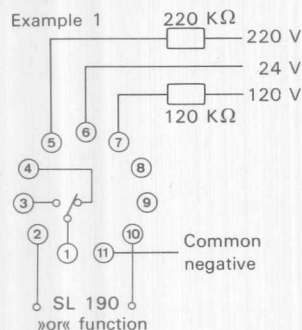 Example 1
220 KΩ
220 V
24 V
120 V
120 KΩ
5
6
7
4
8
3
9
2
1
11
10
Common
negative
SL 190
»or« function